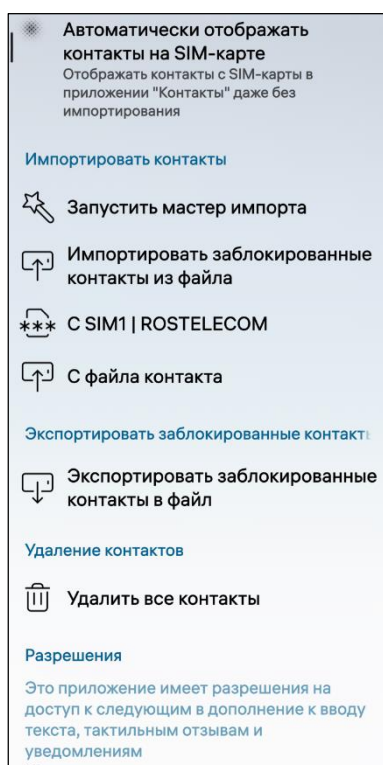 Автоматически отображать
контакты на SIM-карте
Отображать контакты с SIM-карты в
приложении "Контакты" даже без
импортирования
Импортировать контакты
Запустить мастер импорта
Импортировать заблокированные
контакты из файла
*** С SIM1 | ROSTELECOM
С файла контакта
Экспортировать заблокированные
Экспортировать заблокированные
контакты в файл
Удаление контактов
Удалить все контакты
Разрешения
Это приложение имеет разрешения на
доступ к следующим в дополнение к вводу
текста, тактильным отзывам и
уведомлениям